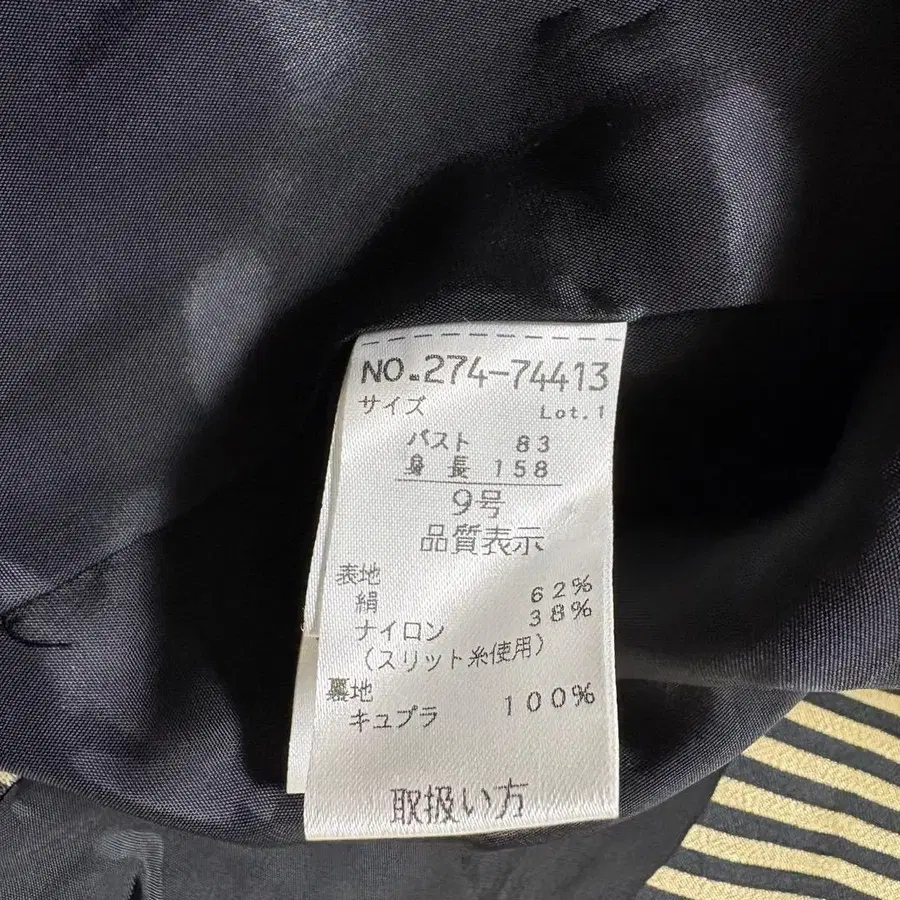 NO.274-74413
サイズ Lot.1
バスト 83
身長 158
9号
品質表示
表地
絹 62%
ナイロン 38%
(スリット糸使用)
裏地
キュプラ 100%
取扱い方